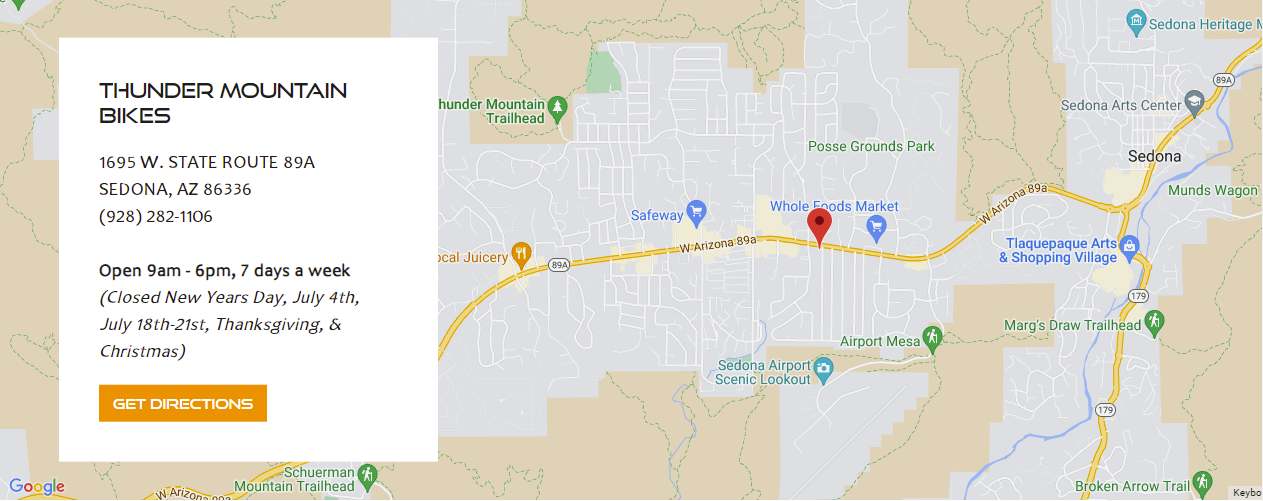 THUNDER MOUNTAIN
BIKES
1695 W. STATE ROUTE 89A
SEDONA, AZ 86336
(928) 282-1106
Open 9am - 6pm, 7 days a week
(Closed New Years Day, July 4th,
July 18th-21st, Thanksgiving, &
Christmas)
GET DIRECTIONS
Sedona Heritage M
89A
Sedona Arts Center
hunder Mountain
Trailhead
Posse Grounds Park
Sedona
Munds Wagon
W Arizona 89a
Safeway
Whole Foods Market
W Arizona 89a
ocal Juicery
89A
Tlaquepaque Arts
& Shopping Village
179
Marg's Draw Trailhead
Airport Mesa
Sedona Airport
Scenic Lookout
179
Schuerman
Mountain Trailhead
W Arizona 89a
Broken Arrow Trail
Google
Keybo